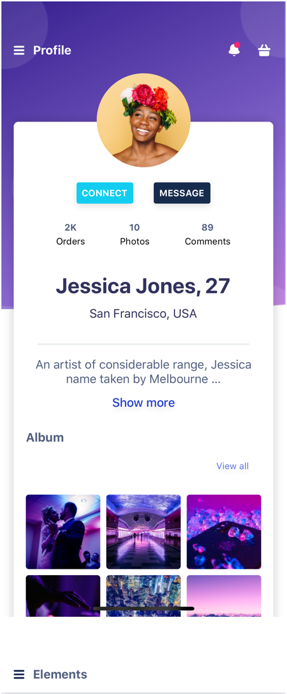 Profile
CONNECT
MESSAGE
2K
10
89
Orders
Photos
Comments
Jessica Jones, 27
San Francisco, USA
An artist of considerable range, Jessica
name taken by Melbourne ...
Show more
Album
View all
Elements